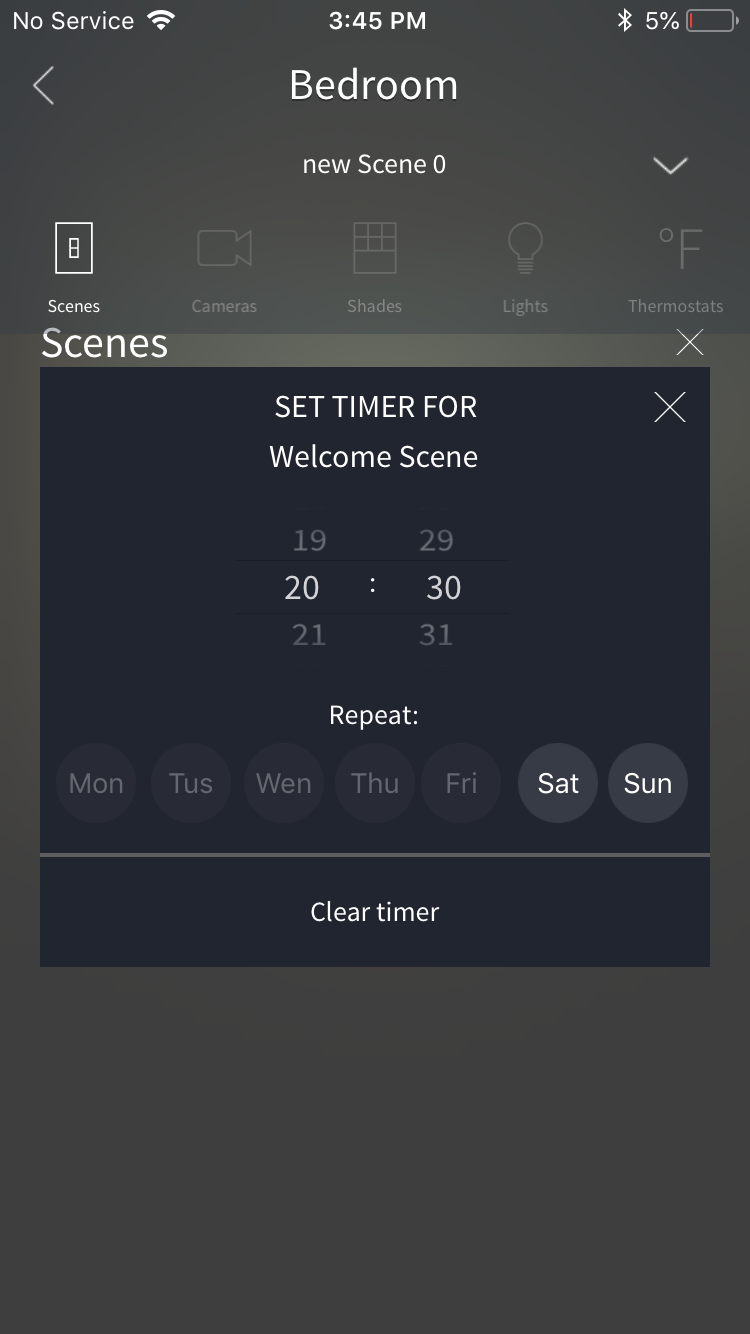 No Service 3:45 PM 5%
Bedroom
new Scene 0
°F
Scenes Cameras Shades Lights Thermostats
Scenes
SET TIMER FOR
Welcome Scene
19 29
20 : 30
21 31
Repeat:
Mon Tus Wen Thu Fri Sat Sun
Clear timer